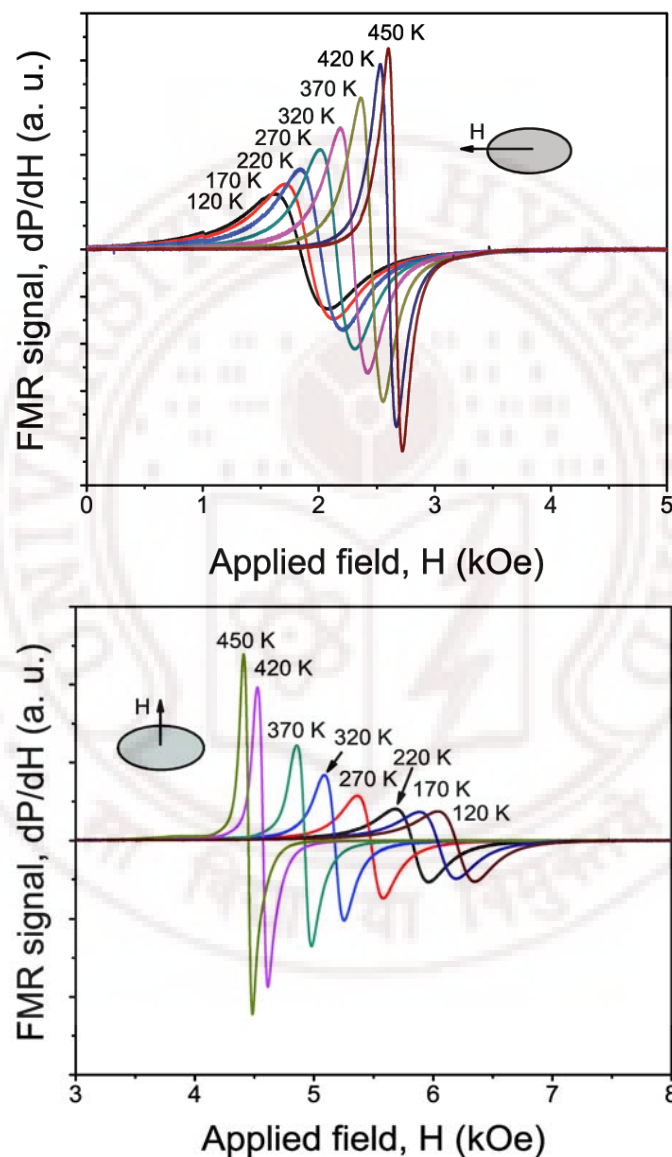 450 K
420 K
370 K
320 K
270 K
220 K
170 K
120 K
H
FMR signal, dP/dH (a. u.)
0 1 2 3 4 5
Applied field, H (kOe)
450 K
420 K
H
370 K
320 K
220 K
270 K
170 K
120 K
FMR signal, dP/dH (a. u.)
3 4 5 6 7 8
Applied field, H (kOe)